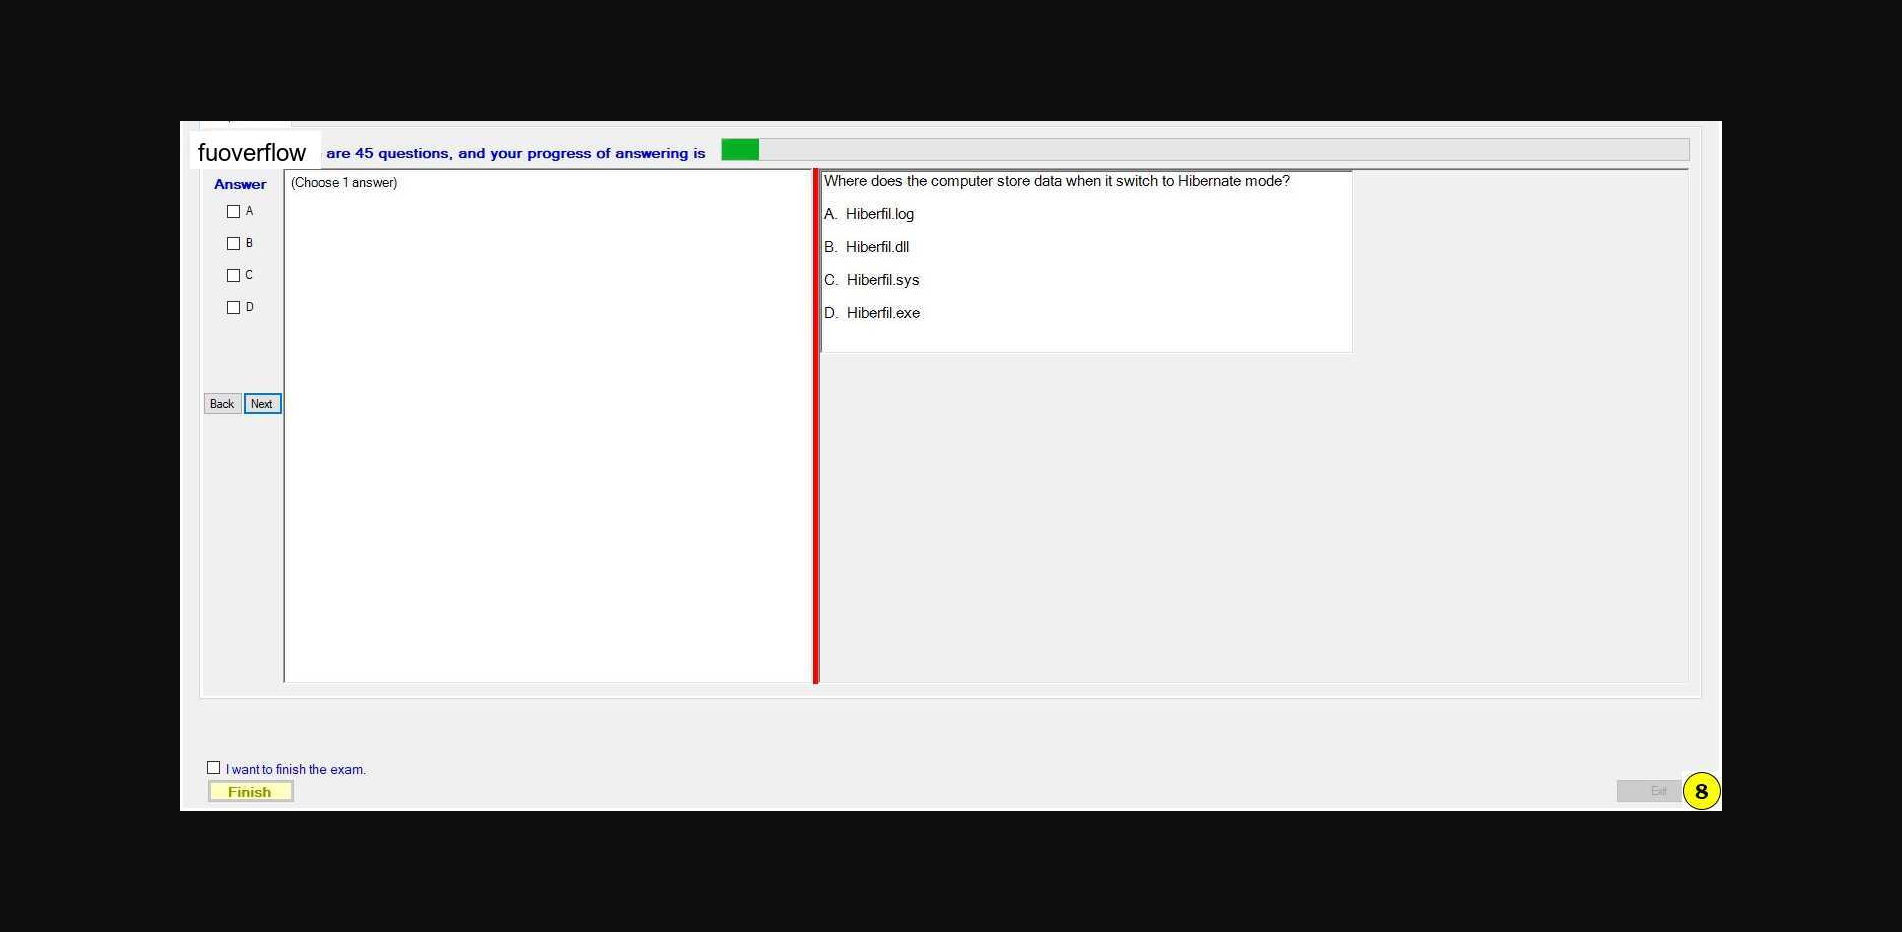 fuoverflow are 45 questions, and your progress of answering is
Answer
(Choose 1 answer)
A
B
C
D
Back Next
Where does the computer store data when it switch to Hibernate mode?
A. Hiberfil.log
B. Hiberfil.dll
C. Hiberfil.sys
D. Hiberfil.exe
I want to finish the exam.
Finish
Exit
8